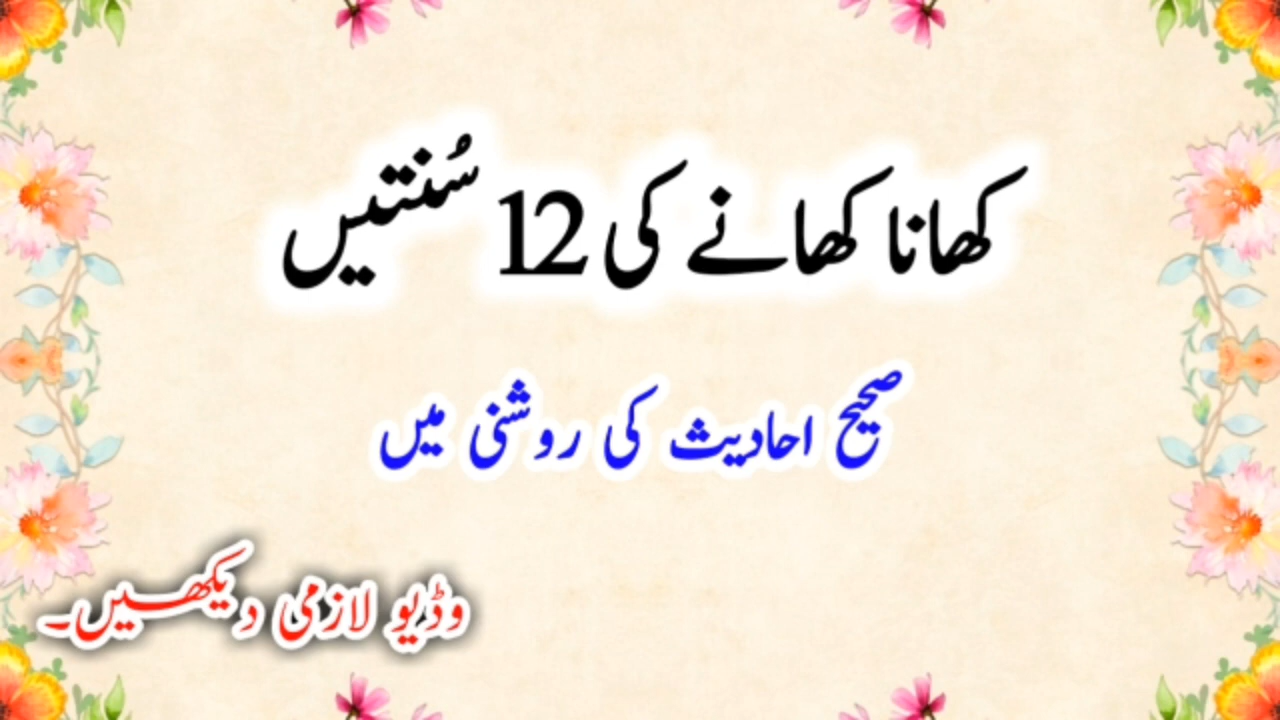 کھانا کھانے کی 12 سُنتیں
صحیح احادیث کی روشنی میں
وڈیو لازمی دیکھیں۔